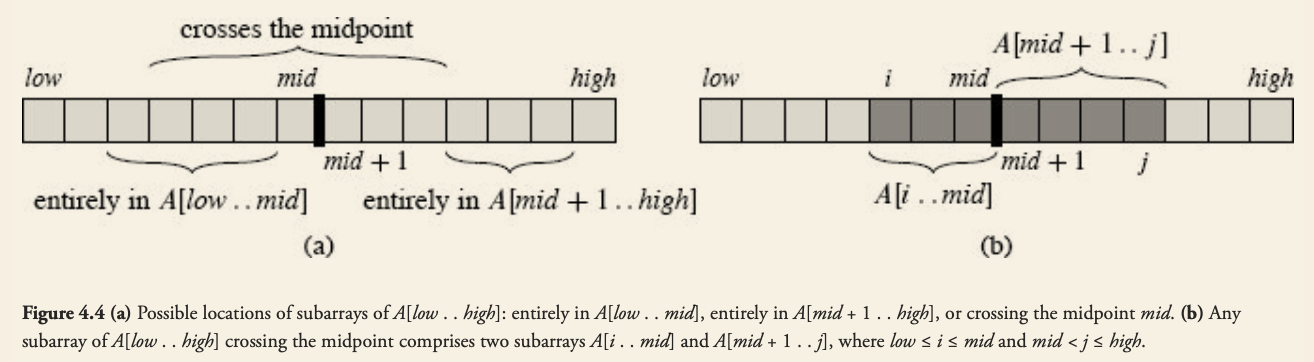 crosses the midpoint
low mid high
mid + 1
entirely in A[low . . mid] entirely in A[mid + 1 . . high]
(a)
A[mid + 1 . . j]
low i mid high
mid + 1 j
A[i . . mid]
(b)
Figure 4.4 (a) Possible locations of subarrays of A[low . . high]: entirely in A[low . . mid], entirely in A[mid + 1 . . high], or crossing the midpoint mid. (b) Any
subarray of A[low . . high] crossing the midpoint comprises two subarrays A[i . . mid] and A[mid + 1 . . j], where low ≤ i ≤ mid and mid < j ≤ high.